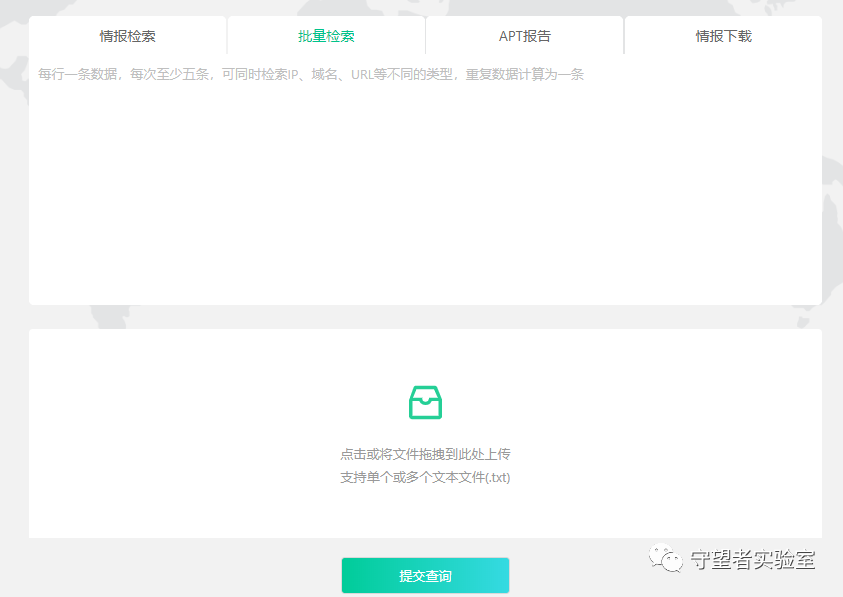 情报检索
批量检索
APT报告
情报下载
每行一条数据，每次至少五条，可同时检索IP、域名、URL等不同的类型，重复数据计算为一条
点击或将文件拖拽到此处上传
支持单个或多个文本文件(.txt)
提交查询
守望者实验室